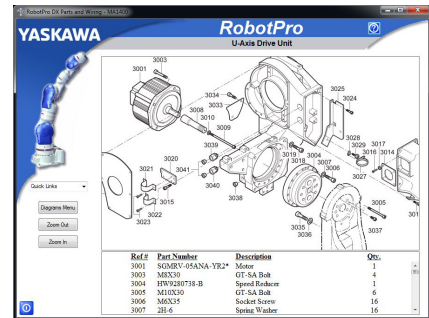 RobotPro DX Parts and Wiring - MA1400
YASKAWA
RobotPro
U-Axis Drive Unit
3003
3001
3034
3033
3008
3010
3009
3039
3025
3024
3028
3029
3016
3017
3014
3027
3019
3018
3004
3007
3006
3020
3041
3021
3040
3015
3022
3023
3038
3005
3035
3036
3037
301
Quick Links
Diagrams Menu
Zoom Out
Zoom In
Ref # Part Number Description Qty.
3001 SGMRV-05ANA-YR2* Motor 1
3003 M8X30 GT-SA Bolt 4
3004 HW9280738-B Speed Reducer 1
3005 M10X30 GT-SA Bolt 6
3006 M6X35 Socket Screw 16
3007 2H-6 Spring Washer 16